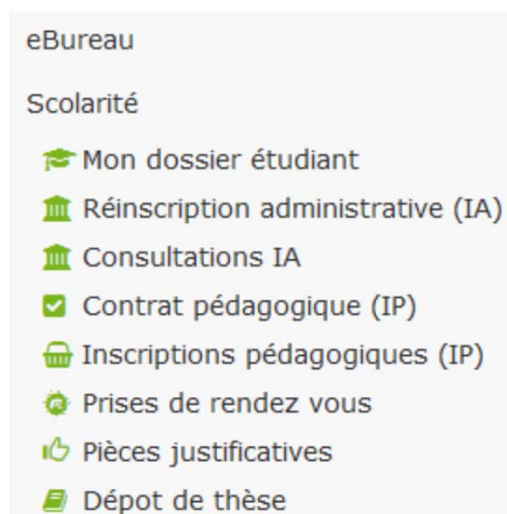 eBureau
Scolarité
Mon dossier étudiant
Réinscription administrative (IA)
Consultations IA
Contrat pédagogique (IP)
Inscriptions pédagogiques (IP)
Prises de rendez vous
Pièces justificatives
Dépot de thèse